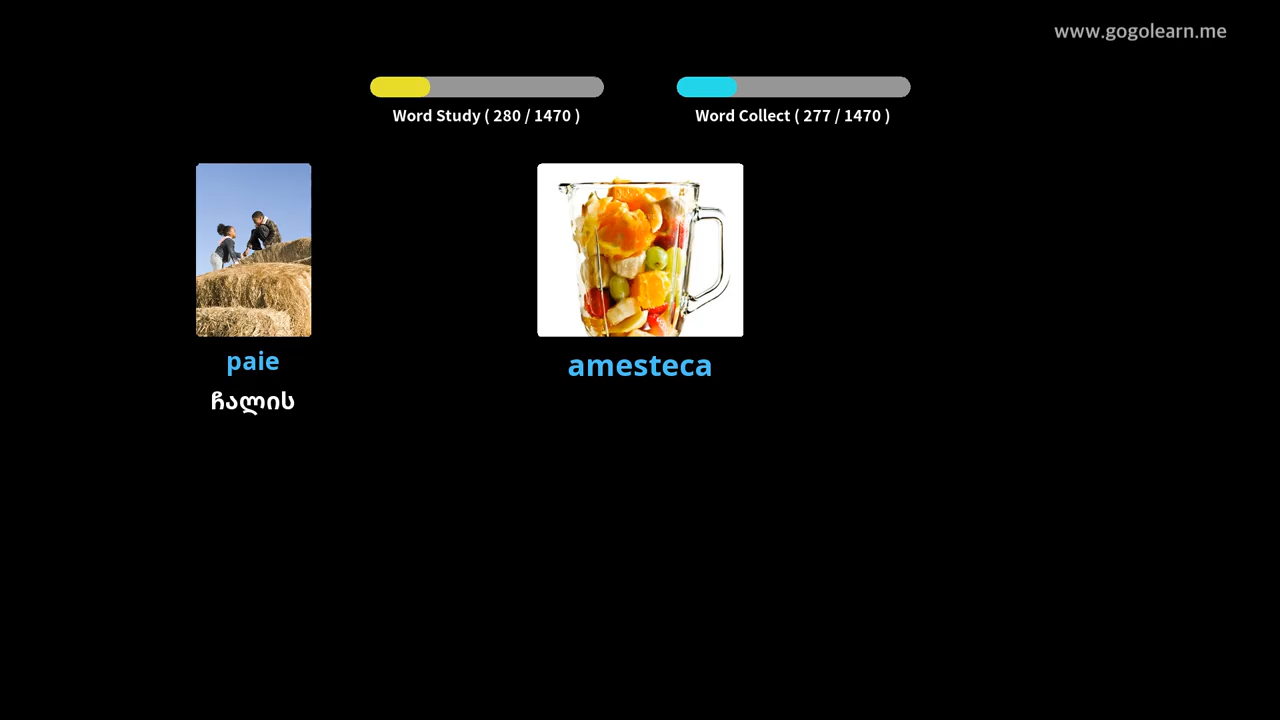 www.gogolearn.me
Word Study ( 280 / 1470 )
Word Collect ( 277 / 1470 )
paie
ჩალის
amesteca